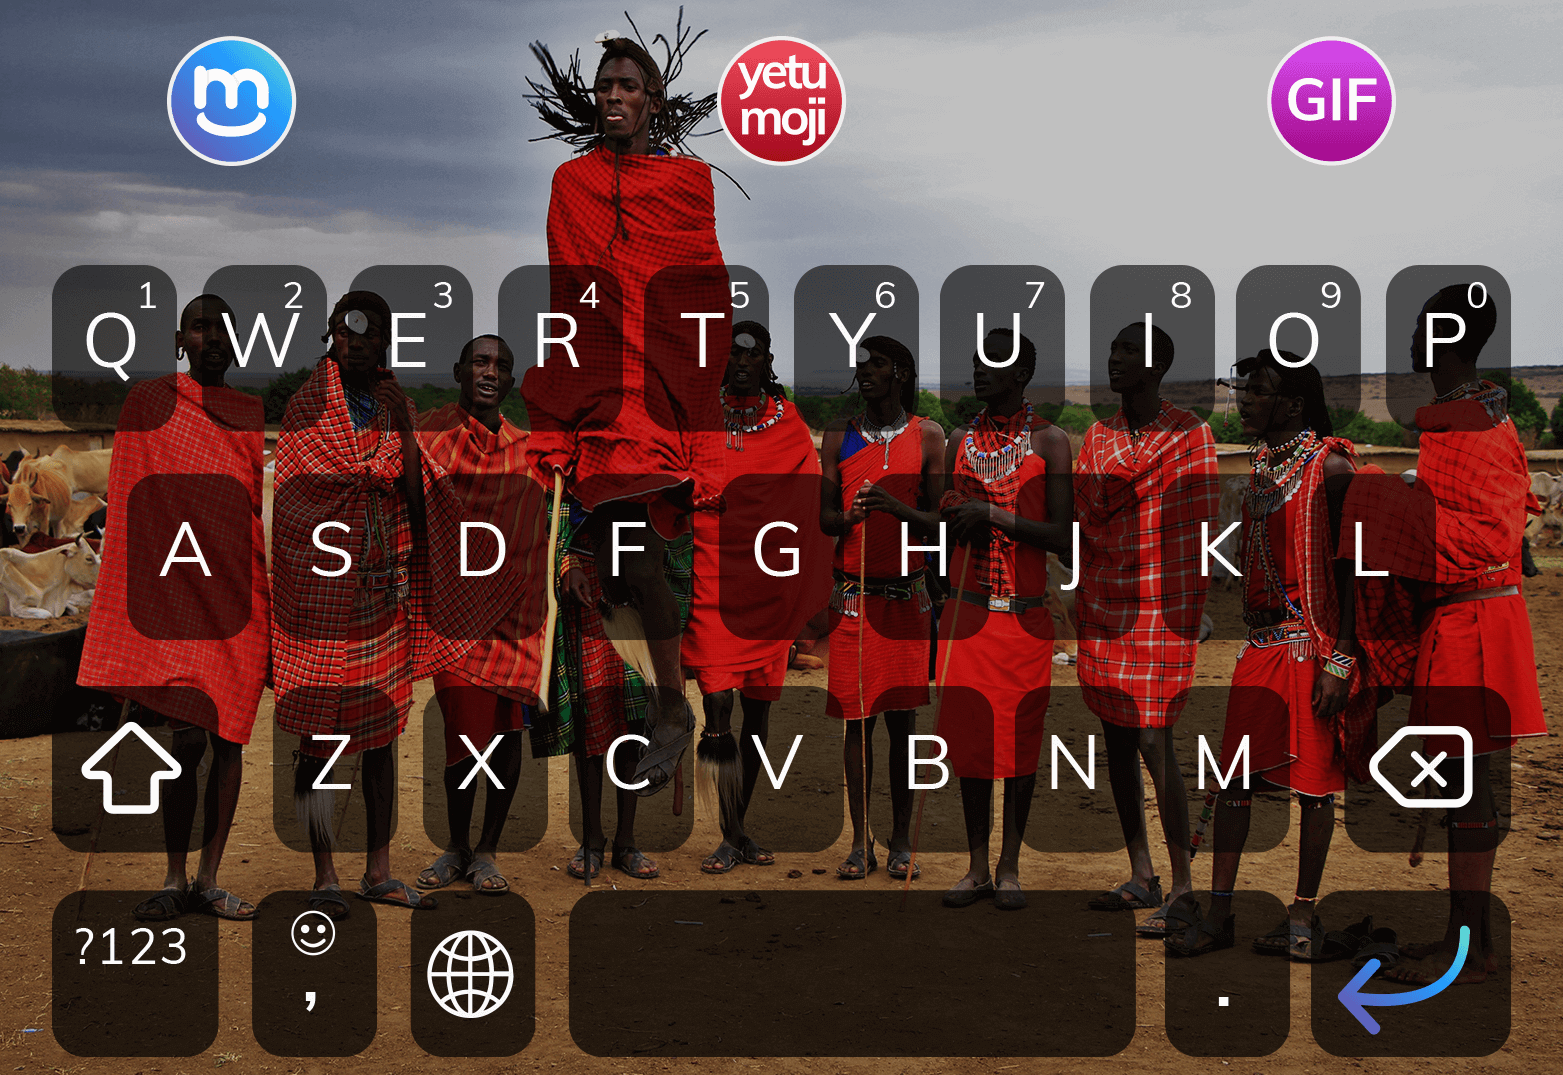 m
yetu
moji
GIF
1 2 3 4 5 6 7 8 9 0
Q W E R T Y U I O P
A S D F G H J K L
Z X C V B N M
?123 , .